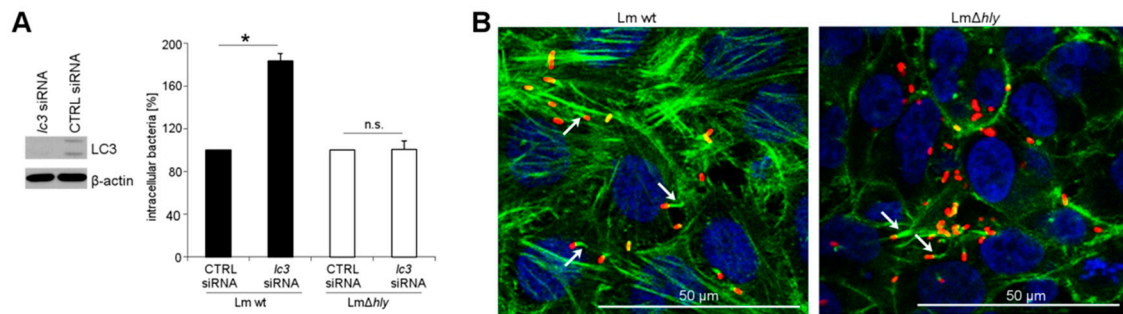 A
lc3 siRNA
CTRL siRNA
LC3
β-actin
intracellular bacteria [%]
200
160
120
80
40
0
*
n.s.
CTRL siRNA
lc3 siRNA
CTRL siRNA
lc3 siRNA
Lm wt
LmΔhly
B
Lm wt
LmΔhly
50 µm
50 µm